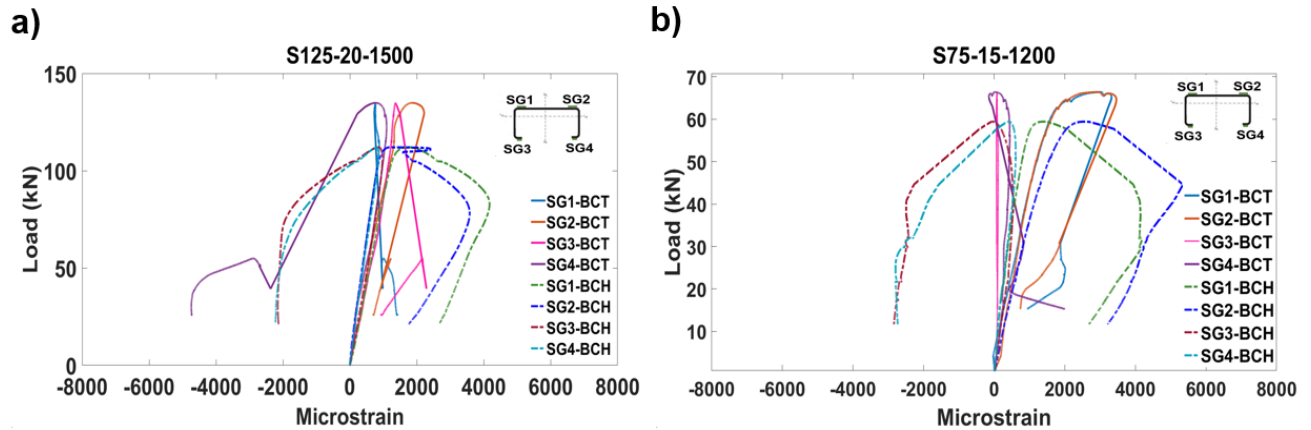 a)
S125-20-1500
150
100
50
0
Load (kN)
-8000 -6000 -4000 -2000 0 2000 4000 6000 8000
Microstrain
SG1 SG2
SG3 SG4
SG1-BCT
SG2-BCT
SG3-BCT
SG4-BCT
SG1-BCH
SG2-BCH
SG3-BCH
SG4-BCH
b)
S75-15-1200
70
60
50
40
30
20
10
Load (kN)
-8000 -6000 -4000 -2000 0 2000 4000 6000 8000
Microstrain
SG1 SG2
SG3 SG4
SG1-BCT
SG2-BCT
SG3-BCT
SG4-BCT
SG1-BCH
SG2-BCH
SG3-BCH
SG4-BCH